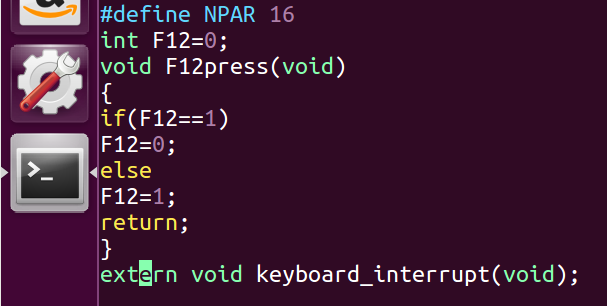 #define NPAR 16
int F12=0;
void F12press(void)
{
if(F12==1)
F12=0;
else
F12=1;
return;
}
extern void keyboard_interrupt(void);